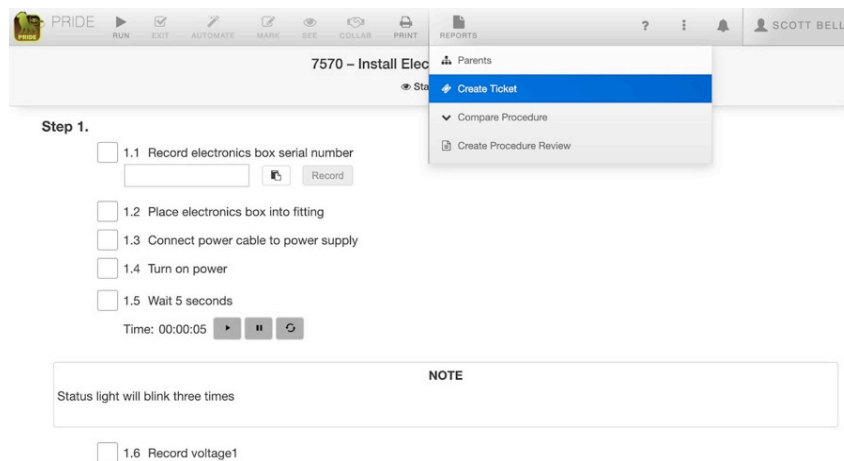 PRIDE
PRIDE
RUN
EXIT
AUTOMATE
MARK
SEE
COLLAB
PRINT
REPORTS
?
SCOTT BELL
7570 – Install Elec
Sta
Parents
Create Ticket
Compare Procedure
Create Procedure Review
Step 1.
1.1 Record electronics box serial number
Record
1.2 Place electronics box into fitting
1.3 Connect power cable to power supply
1.4 Turn on power
1.5 Wait 5 seconds
Time: 00:00:05
NOTE
Status light will blink three times
1.6 Record voltage1